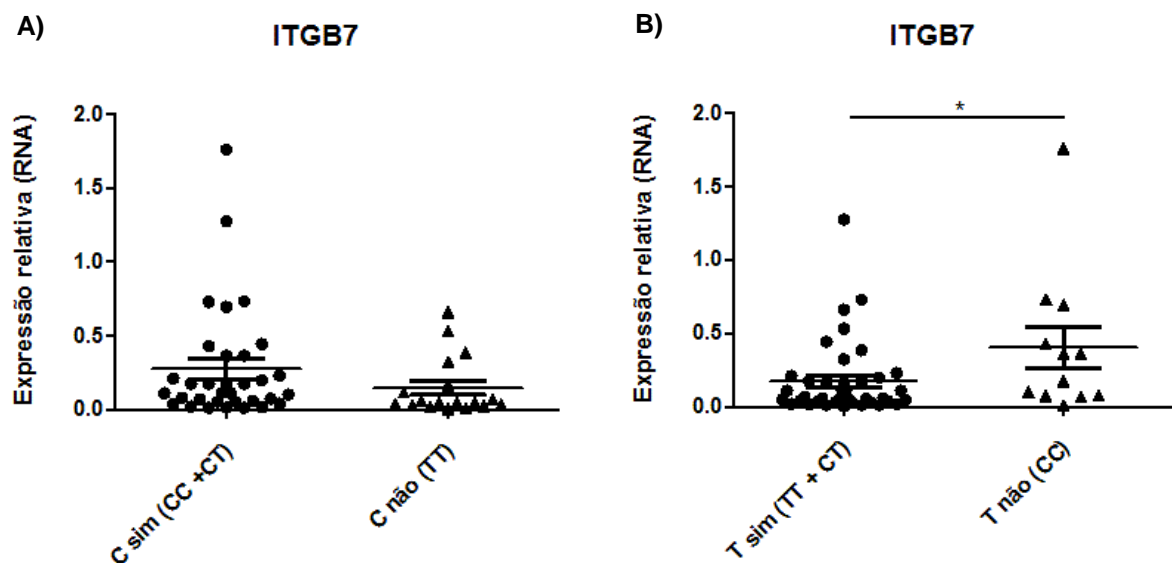 A)
ITGB7
Expressão relativa (RNA)
2.0
1.5
1.0
0.5
0.0
C sim (CC +CT)
C não (TT)
B)
ITGB7
*
Expressão relativa (RNA)
2.0
1.5
1.0
0.5
0.0
T sim (TT + CT)
T não (CC)